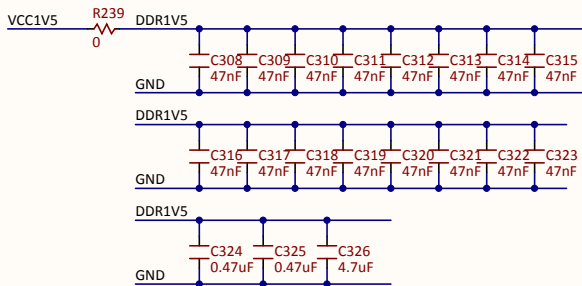 VCC1V5 R239 DDR1V5
0
C308 C309 C310 C311 C312 C313 C314 C315
47nF 47nF 47nF 47nF 47nF 47nF 47nF 47nF
GND
DDR1V5
C316 C317 C318 C319 C320 C321 C322 C323
47nF 47nF 47nF 47nF 47nF 47nF 47nF 47nF
GND
DDR1V5
C324 C325 C326
0.47uF 0.47uF 4.7uF
GND